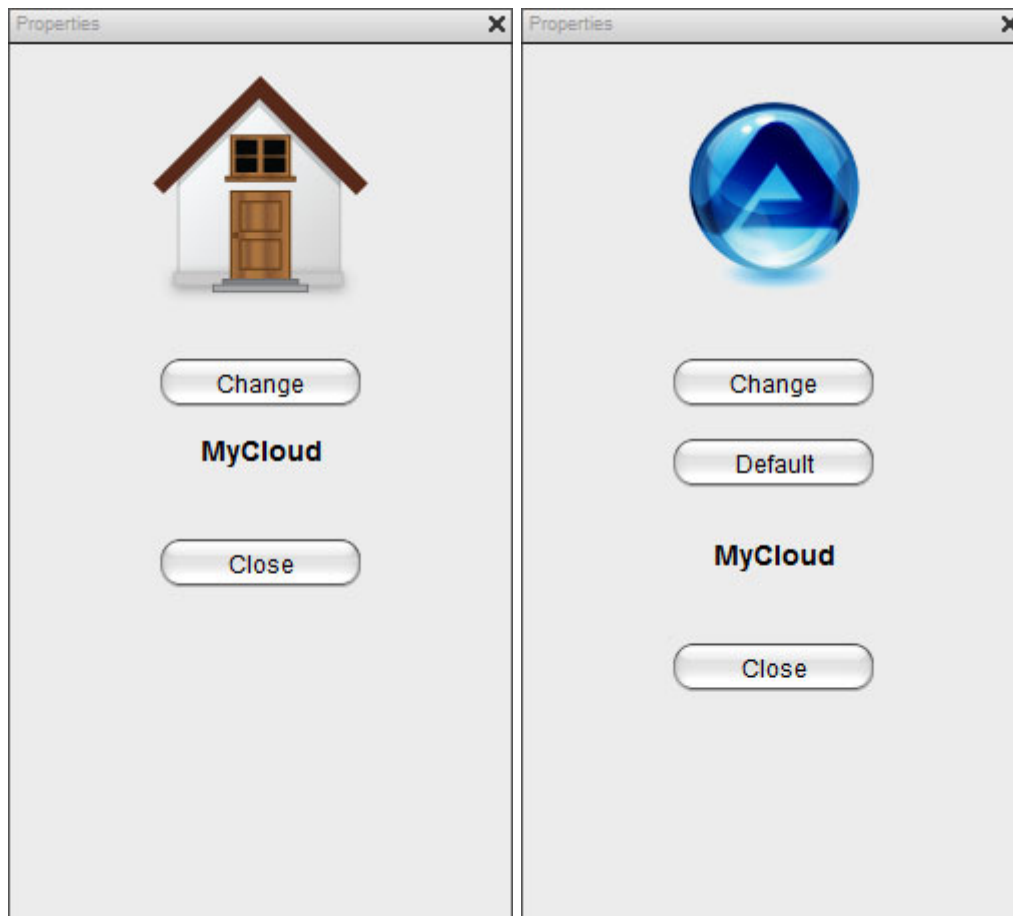 Properties
Change
MyCloud
Close
Properties
Change
Default
MyCloud
Close